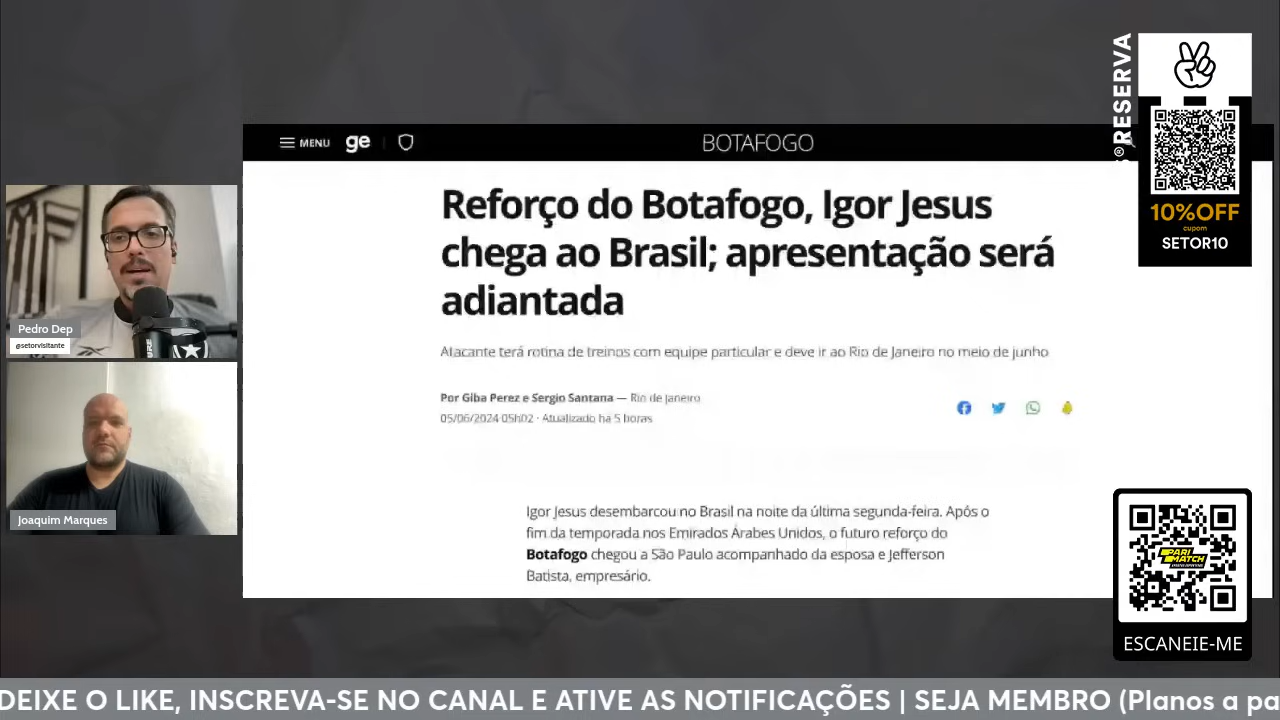 MENU ge BOTAFOGO
Reforço do Botafogo, Igor Jesus
chega ao Brasil; apresentação será
adiantada
Atacante terá rotina de treinos com equipe particular e deve ir ao Rio de Janeiro no meio de junho
Por Giba Perez e Sergio Santana — Rio de Janeiro
05/06/2024 05h02 · Atualizado há 5 horas
Igor Jesus desembarcou no Brasil na noite da última segunda-feira. Após o
fim da temporada nos Emirados Árabes Unidos, o futuro reforço do
Botafogo chegou a São Paulo acompanhado da esposa e Jefferson
Batista, empresário.
Pedro Dep
@setorvisitante
Joaquim Marques
RESERVA
10%OFF
cupom
SETOR10
PARI
MATCH
ESCANEIE-ME
DEIXE O LIKE, INSCREVA-SE NO CANAL E ATIVE AS NOTIFICAÇÕES | SEJA MEMBRO (Planos a pa